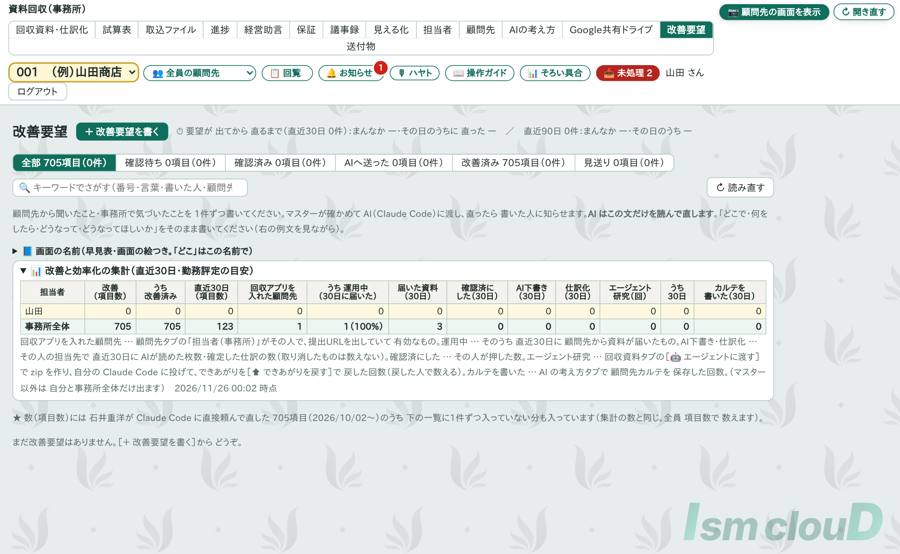 資料回収(事務所)
📷 顧問先の画面を表示
↻ 開き直す
回収資料・仕訳化 試算表 取込ファイル 進捗 経営助言 保証 議事録 見える化 担当者 顧問先 AIの考え方 Google共有ドライブ 改善要望
送付物
001 (例)山田商店
👥 全員の顧問先
📋 回覧
🔔 お知らせ 1
🎙 ハヤト
📖 操作ガイド
📊 そろい具合
📥 未処理 2
山田 さん
ログアウト
改善要望
＋改善要望を書く
⏱ 要望が 出てから 直るまで(直近30日 0件):まんなか ー・その日のうちに 直った ー ／ 直近90日 0件:まんなか ー・その日のうち ー
全部 705項目(0件) 確認待ち 0項目(0件) 確認済み 0項目(0件) AIへ送った 0項目(0件) 改善済み 705項目(0件) 見送り 0項目(0件)
🔍 キーワードでさがす(番号・言葉・書いた人・顧問先
↻ 読み直す
顧問先から聞いたこと・事務所で気づいたことを 1件ずつ書いてください。マスターが確かめて AI(Claude Code)に渡し、直ったら 書いた人に知らせます。AI はこの文だけを読んで直します。「どこで・何を
したら・どうなって・どうなってほしいか」をそのまま書いてください(右の例文を見ながら)。
▶ 📘 画面の名前(早見表・画面の絵つき。「どこ」はこの名前で)
▼ 📊 改善と効率化の集計(直近30日・勤務評定の目安)
担当者 改善(項目数) うち改善済み 直近30日(項目数) 回収アプリを入れた顧問先 うち 運用中(30日に届いた) 届いた資料(30日) 確認済にした(30日) AI下書き(30日) 仕訳化(30日) エージェント研究(回) うち30日 カルテを書いた(30日)
山田 0 0 0 0 0 0 0 0 0 0 0 0
事務所全体 705 705 123 1 1(100%) 3 0 0 0 0 0 0
回収アプリを入れた顧問先 … 顧問先タブの「担当者(事務所)」がその人で、提出URLを出していて 有効なもの。運用中 … そのうち 直近30日に 顧問先から資料が届いたもの。AI下書き・仕訳化 …
その人の担当先で 直近30日に AIが読めた枚数・確定した仕訳の数(取り消したものは数えない)。確認済にした … その人が押した数。エージェント研究 … 回収資料タブの[🤖 エージェントに渡す]
で zip を作り、自分の Claude Code に投げて、できあがりを[⬆ できあがりを戻す]で 戻した回数(戻した人で数える)。カルテを書いた … AI の考え方タブで 顧問先カルテを 保存した回数。(マスター
以外は 自分と事務所全体だけ出ます) 2026/11/26 00:02 時点
★ 数(項目数)には 石井重洋が Claude Code に直接頼んで直した 705項目(2026/10/02〜)のうち 下の一覧に1件ずつ入っていない分も入っています(集計の数と同じ。全員 項目数で 数えます)。
まだ改善要望はありません。[＋ 改善要望を書く]から どうぞ。
Ism clouD